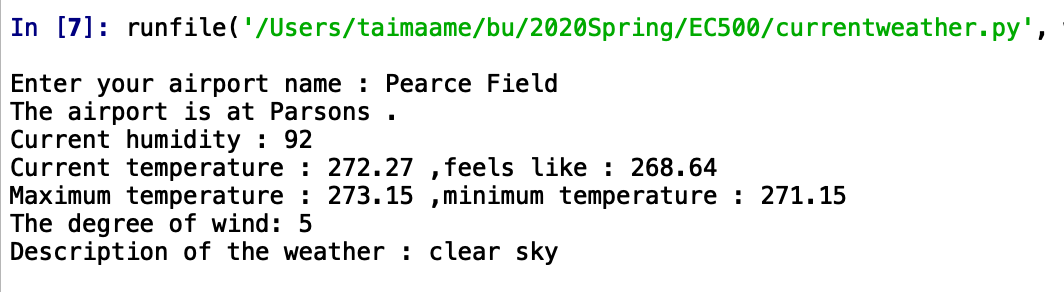 In [7]: runfile('/Users/taimaame/bu/2020Spring/EC500/currentweather.py',
Enter your airport name : Pearce Field
The airport is at Parsons .
Current humidity : 92
Current temperature : 272.27 ,feels like : 268.64
Maximum temperature : 273.15 ,minimum temperature : 271.15
The degree of wind: 5
Description of the weather : clear sky